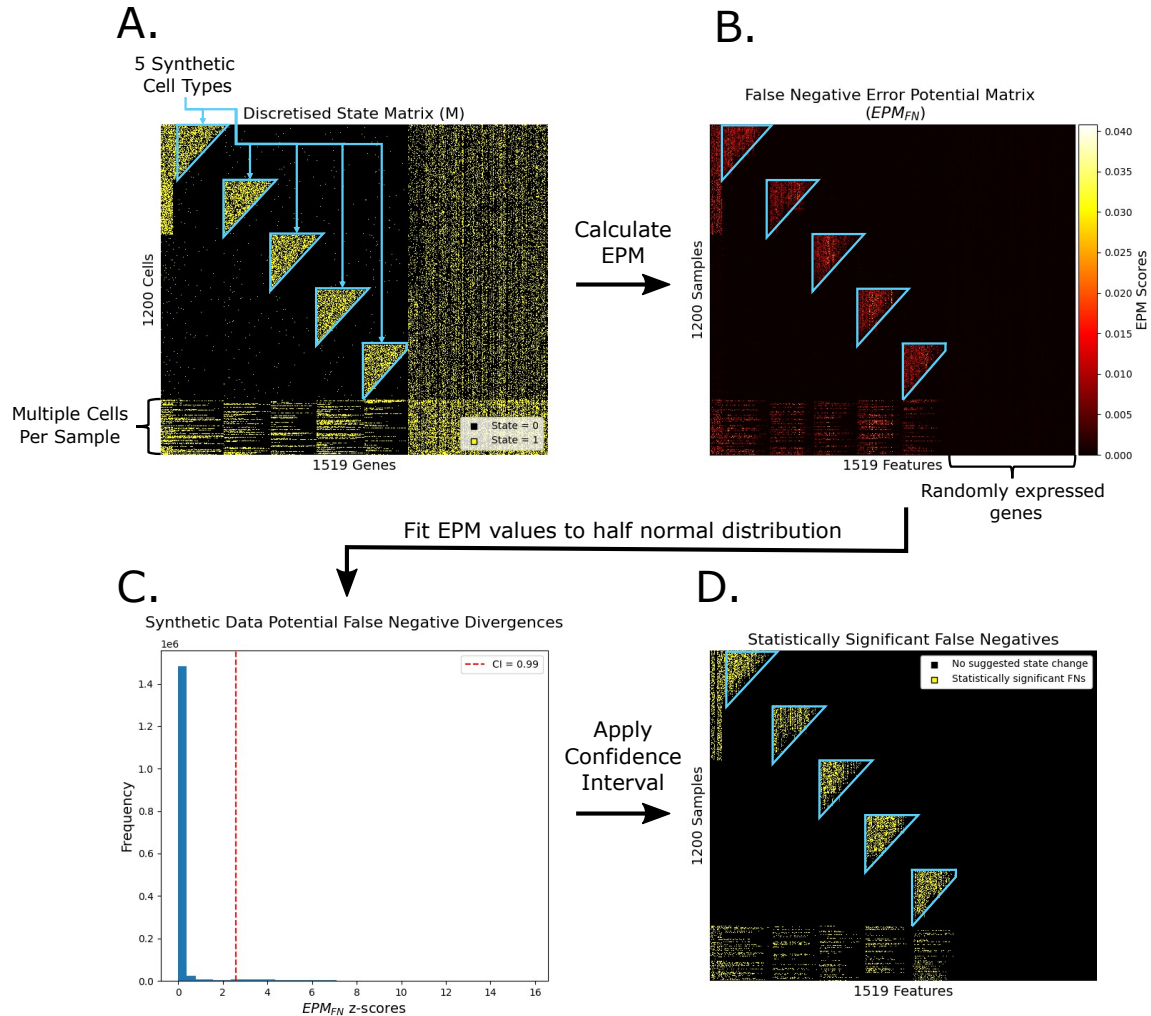 A.
5 Synthetic
Cell Types
Discretised State Matrix (M)
1200 Cells
Multiple Cells
Per Sample
State = 0
State = 1
1519 Genes
Calculate
EPM
B.
False Negative Error Potential Matrix
(EPM_FN)
1200 Samples
1519 Features
0.040
0.035
0.030
0.025
0.020
0.015
0.010
0.005
0.000
EPM Scores
Randomly expressed
genes
Fit EPM values to half normal distribution
C.
Synthetic Data Potential False Negative Divergences
1e6
CI = 0.99
1.4
1.2
1.0
0.8
0.6
0.4
0.2
0.0
Frequency
0 2 4 6 8 10 12 14 16
EPM_FN z-scores
Apply
Confidence
Interval
D.
Statistically Significant False Negatives
No suggested state change
Statistically significant FNs
1200 Samples
1519 Features